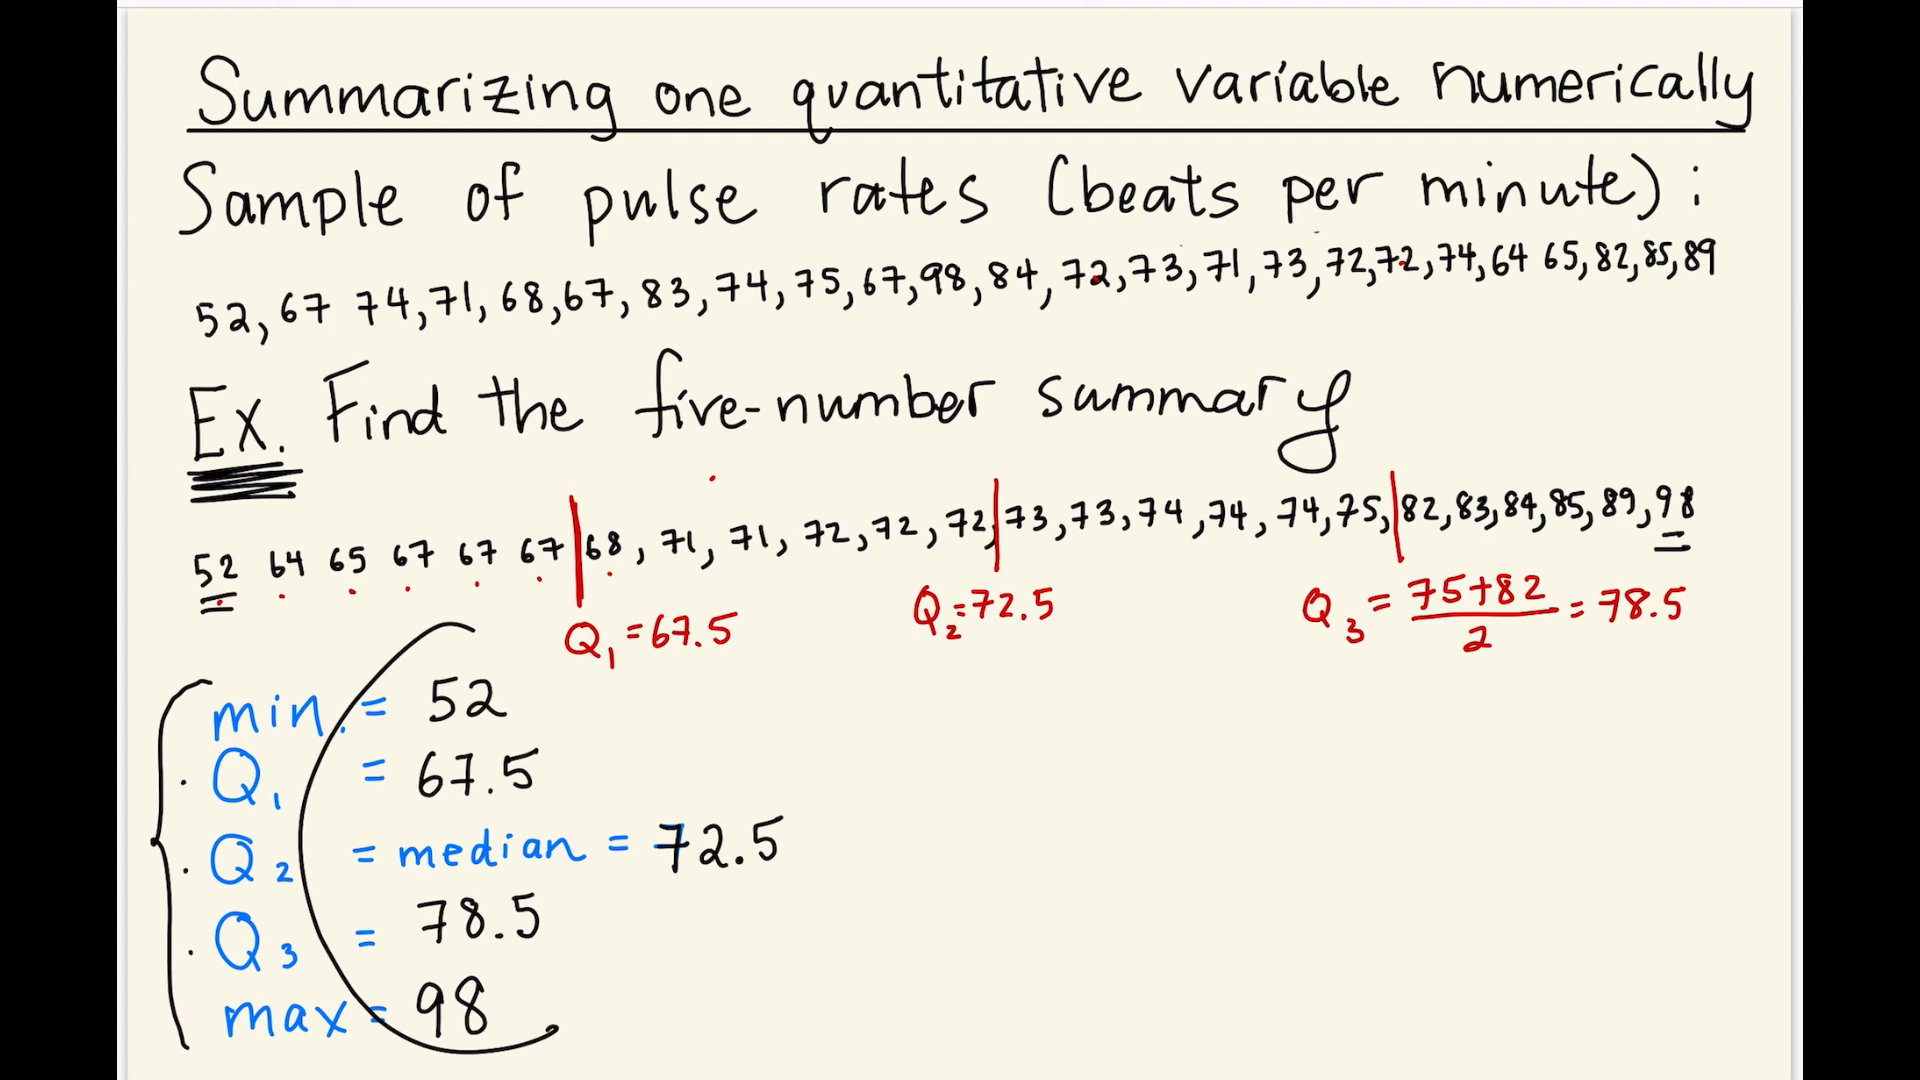 Summarizing one quantitative variable numerically
Sample of pulse rates (beats per minute):
52, 67 74, 71, 68, 67, 83, 74, 75, 67, 98, 84, 72, 73, 71, 73, 72, 72, 74, 64 65, 82, 85, 89
Ex. Find the five-number summary
52 64 65 67 67 67 | 68, 71, 71, 72, 72, 72, | 73, 73, 74, 74, 74, 75, | 82, 83, 84, 85, 89, 98
Q1 = 67.5 Q2 = 72.5 Q3 = 75+82/2 = 78.5
min. = 52
Q1 = 67.5
Q2 = median = 72.5
Q3 = 78.5
max = 98